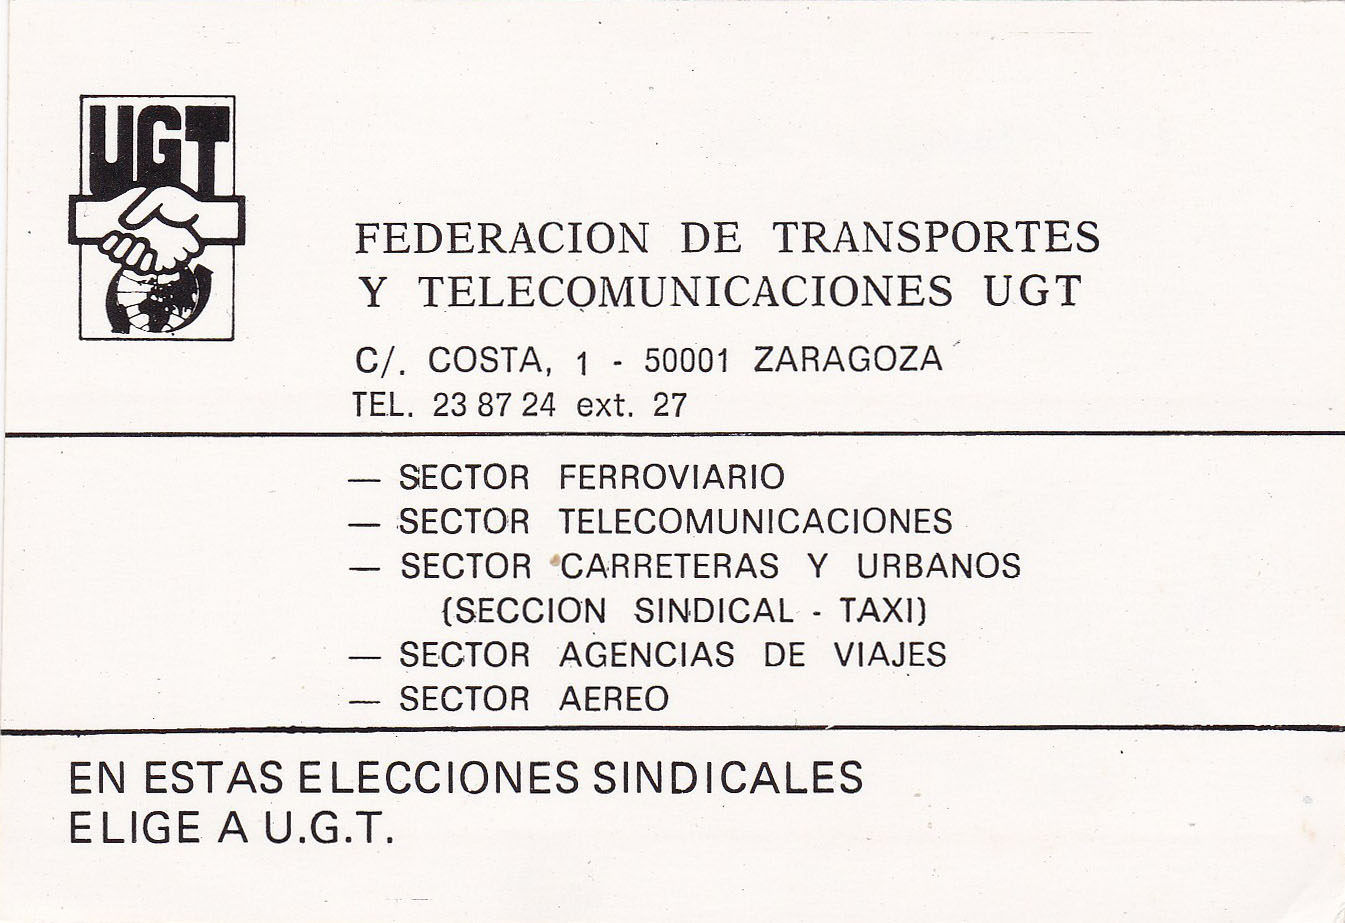 UGT
FEDERACION DE TRANSPORTES
Y TELECOMUNICACIONES UGT
C/. COSTA, 1 - 50001 ZARAGOZA
TEL. 23 87 24 ext. 27
— SECTOR FERROVIARIO
— SECTOR TELECOMUNICACIONES
— SECTOR CARRETERAS Y URBANOS
(SECCION SINDICAL - TAXI)
— SECTOR AGENCIAS DE VIAJES
— SECTOR AEREO
EN ESTAS ELECCIONES SINDICALES
ELIGE A U.G.T.